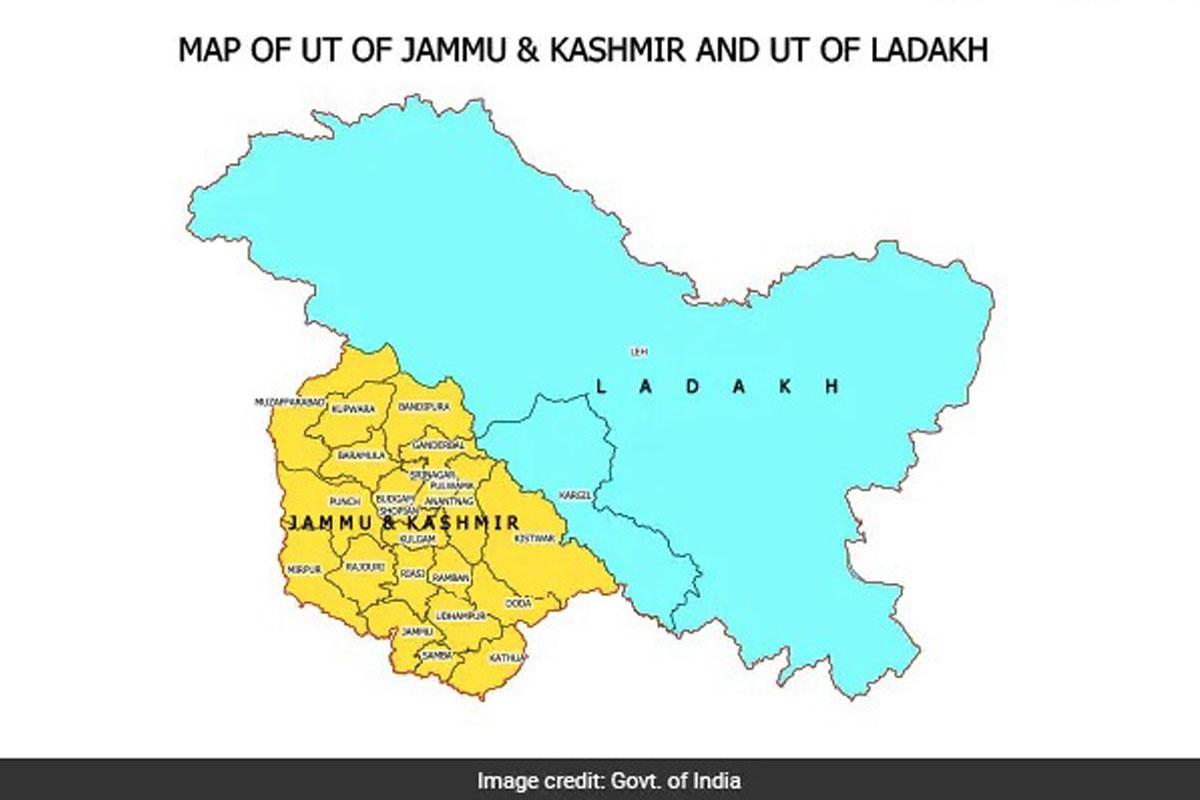 MAP OF UT OF JAMMU & KASHMIR AND UT OF LADAKH
LEH
L A D A K H
MUZAFFARABAD
KUPWARA
BANDIPURA
GANDERBAL
BARAMULA
SRINAGAR
PULWAMA
KARGIL
PUNCH
BUDGAM
ANANTNAG
SHOPIAN
JAMMU & KASHMIR
KULGAM
KISTWAR
MIRPUR
RAJOURI
RIASI
RAMBAN
DODA
UDHAMPUR
JAMMU
SAMBA
KATHUA
Image credit: Govt. of India